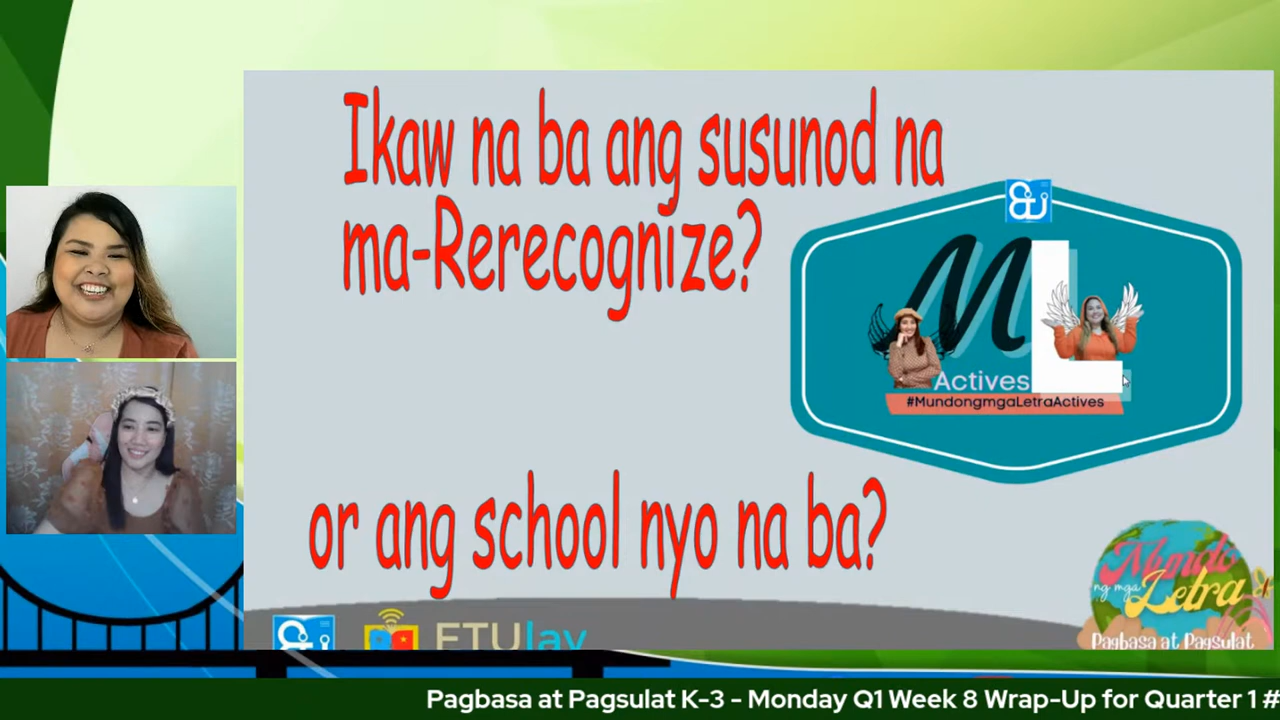 Ikaw na ba ang susunod na
ma-Rerecognize?
ML
Actives
#MundongmgaLetraActives
or ang school nyo na ba?
ETUlay
Mundo
ng mga
Letra
Pagbasa at Pagsulat
Pagbasa at Pagsulat K-3 - Monday Q1 Week 8 Wrap-Up for Quarter 1 #